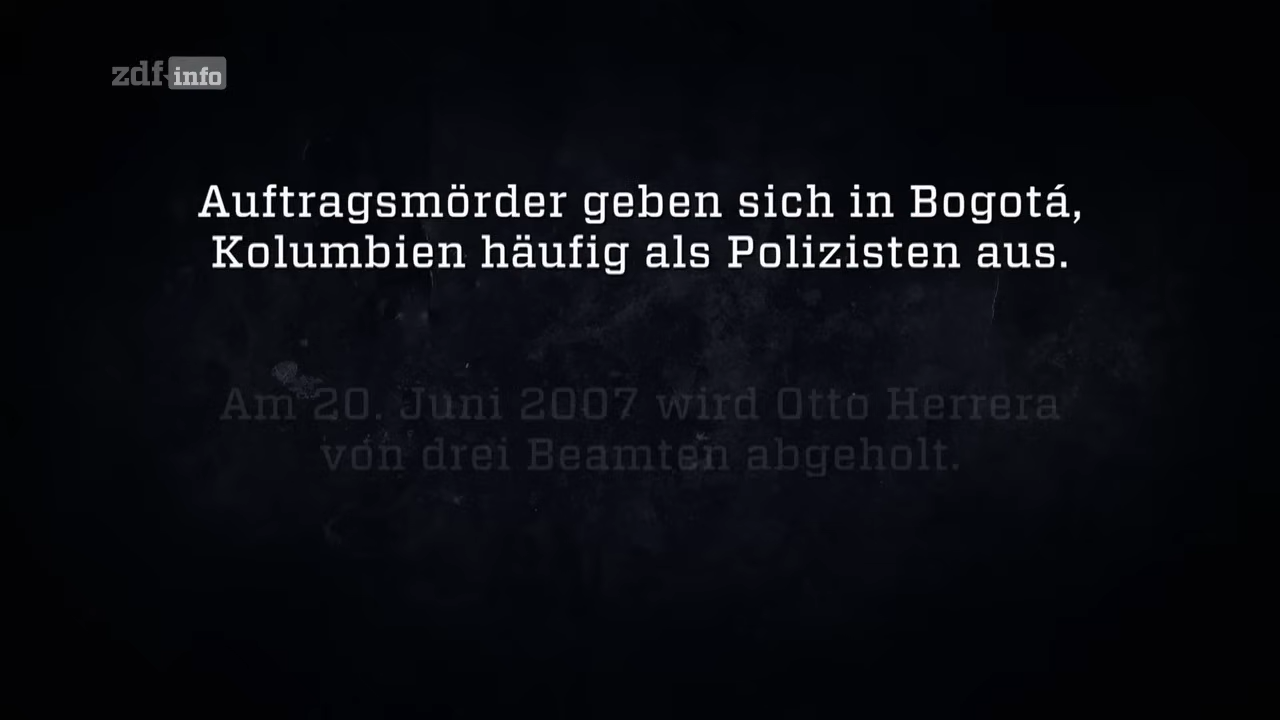 zdf info
Auftragsmörder geben sich in Bogotá,
Kolumbien häufig als Polizisten aus.
Am 20. Juni 2007 wird Otto Herrera
von drei Beamten abgeholt.